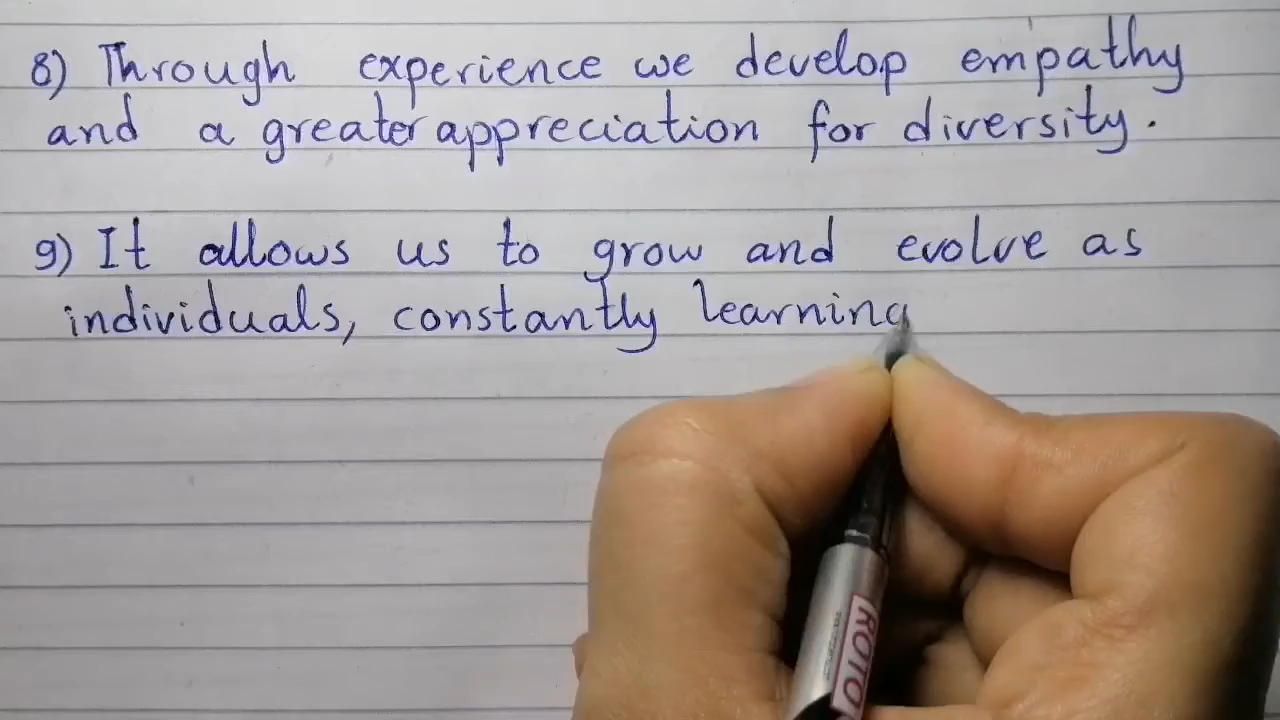 8) Through experience we develop empathy
and a greater appreciation for diversity.
9) It allows us to grow and evolve as
individuals, constantly learning
ROTO